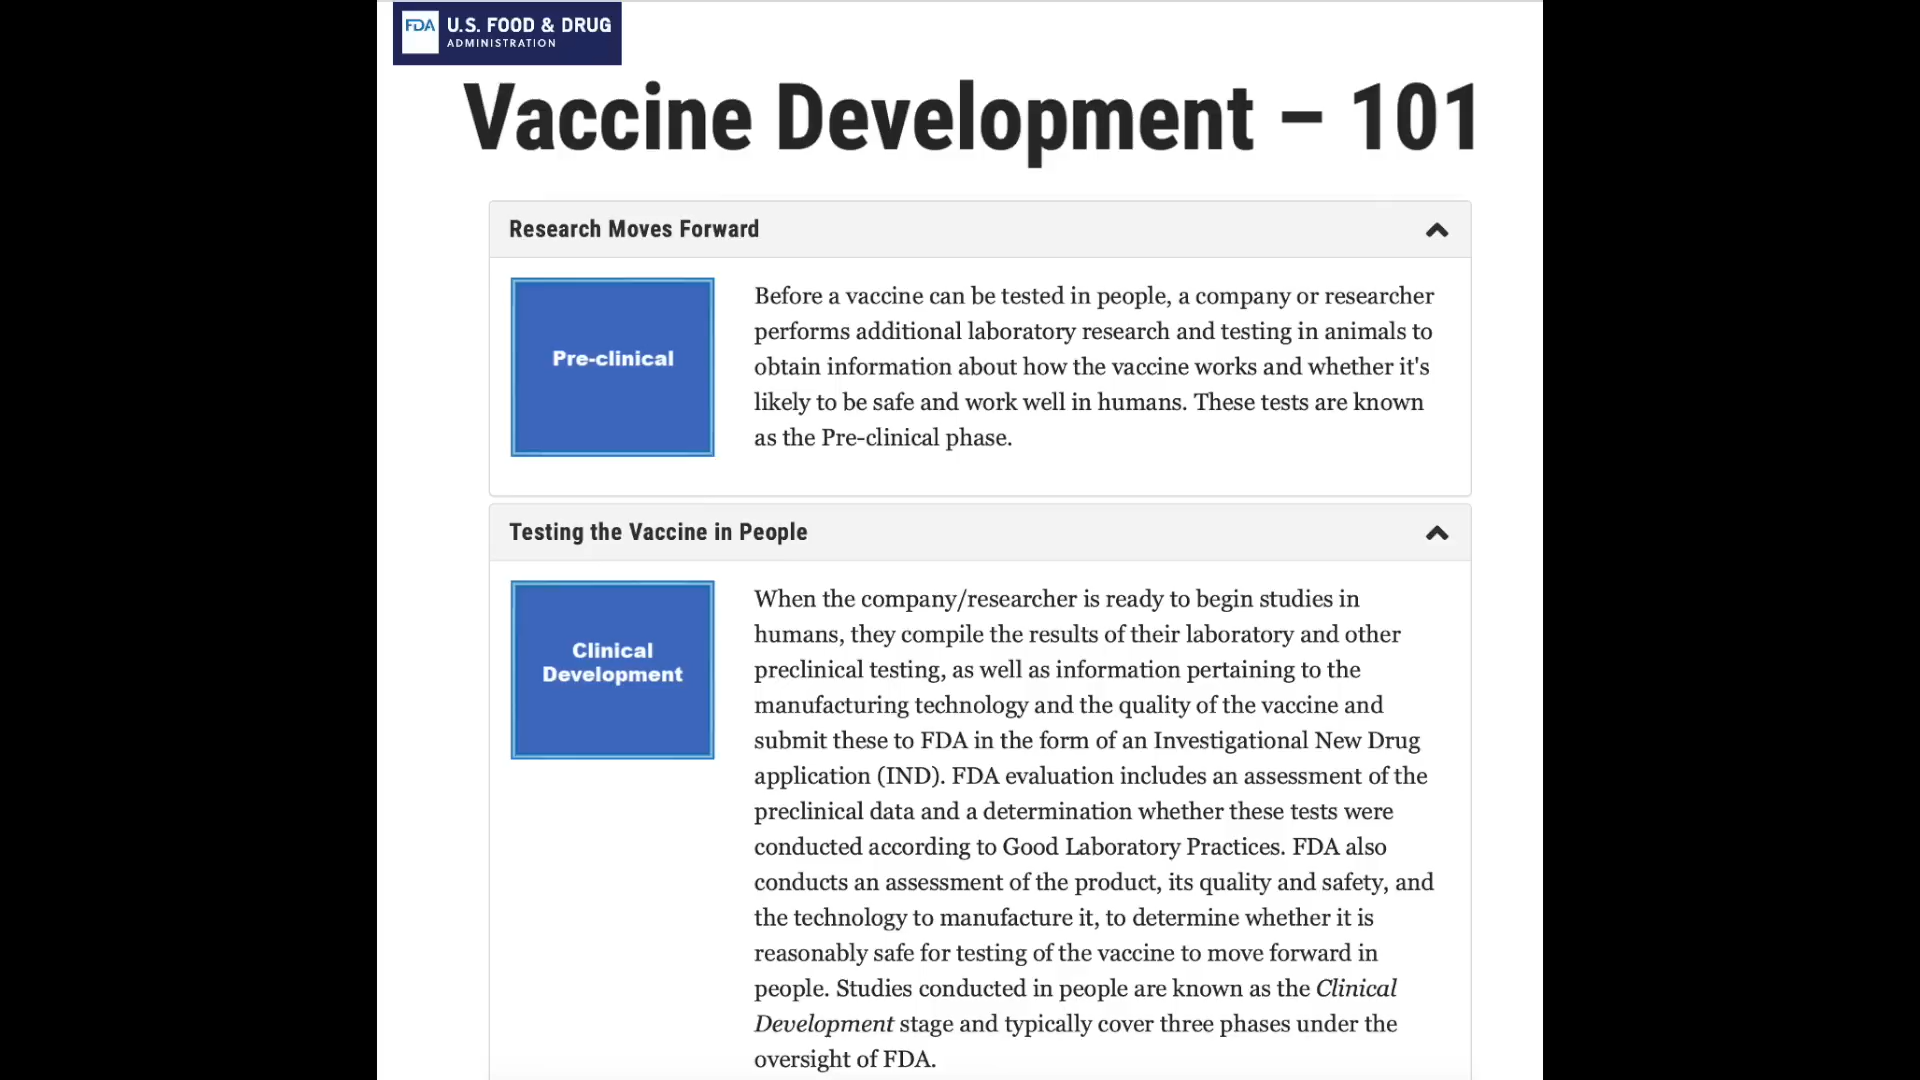 FDA U.S. FOOD & DRUG
ADMINISTRATION
Vaccine Development – 101
Research Moves Forward
Pre-clinical
Before a vaccine can be tested in people, a company or researcher
performs additional laboratory research and testing in animals to
obtain information about how the vaccine works and whether it's
likely to be safe and work well in humans. These tests are known
as the Pre-clinical phase.
Testing the Vaccine in People
Clinical
Development
When the company/researcher is ready to begin studies in
humans, they compile the results of their laboratory and other
preclinical testing, as well as information pertaining to the
manufacturing technology and the quality of the vaccine and
submit these to FDA in the form of an Investigational New Drug
application (IND). FDA evaluation includes an assessment of the
preclinical data and a determination whether these tests were
conducted according to Good Laboratory Practices. FDA also
conducts an assessment of the product, its quality and safety, and
the technology to manufacture it, to determine whether it is
reasonably safe for testing of the vaccine to move forward in
people. Studies conducted in people are known as the Clinical
Development stage and typically cover three phases under the
oversight of FDA.